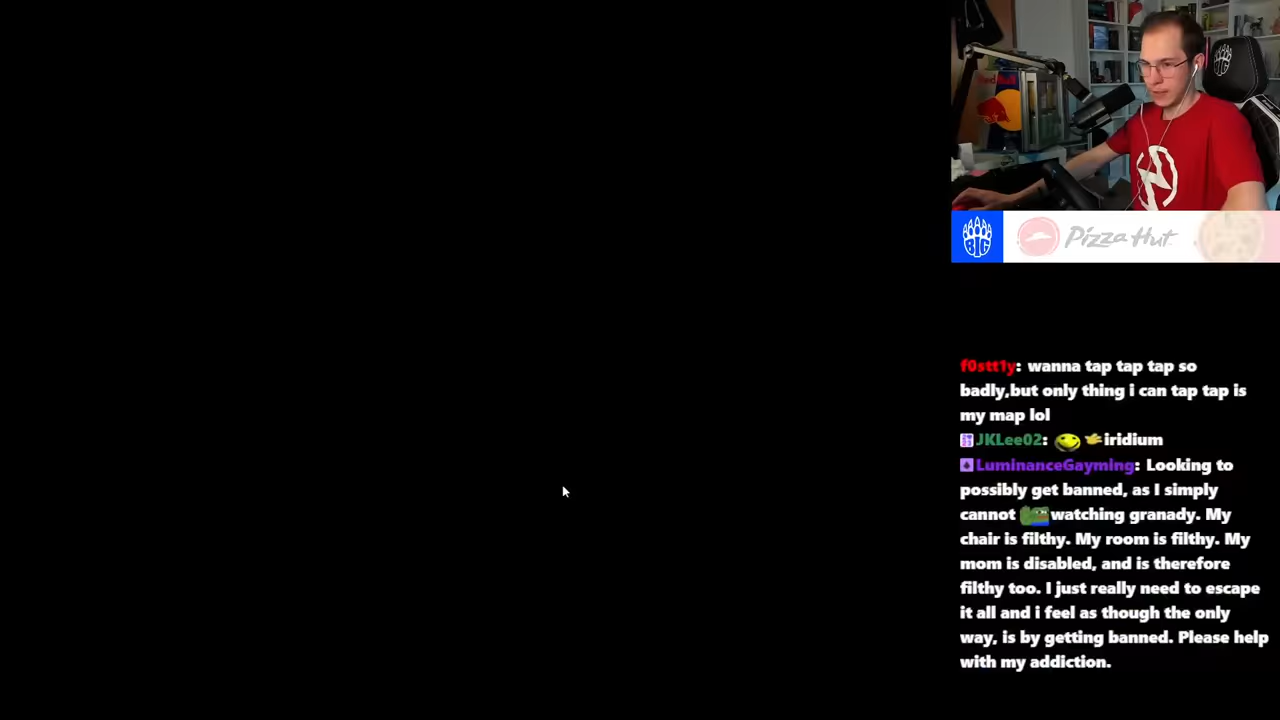 Red Bull
BIG
Pizza Hut
f0stt1y: wanna tap tap tap so
badly,but only thing i can tap tap is
my map lol
JKLee02: iridium
LuminanceGayming: Looking to
possibly get banned, as I simply
cannot watching granady. My
chair is filthy. My room is filthy. My
mom is disabled, and is therefore
filthy too. I just really need to escape
it all and i feel as though the only
way, is by getting banned. Please help
with my addiction.